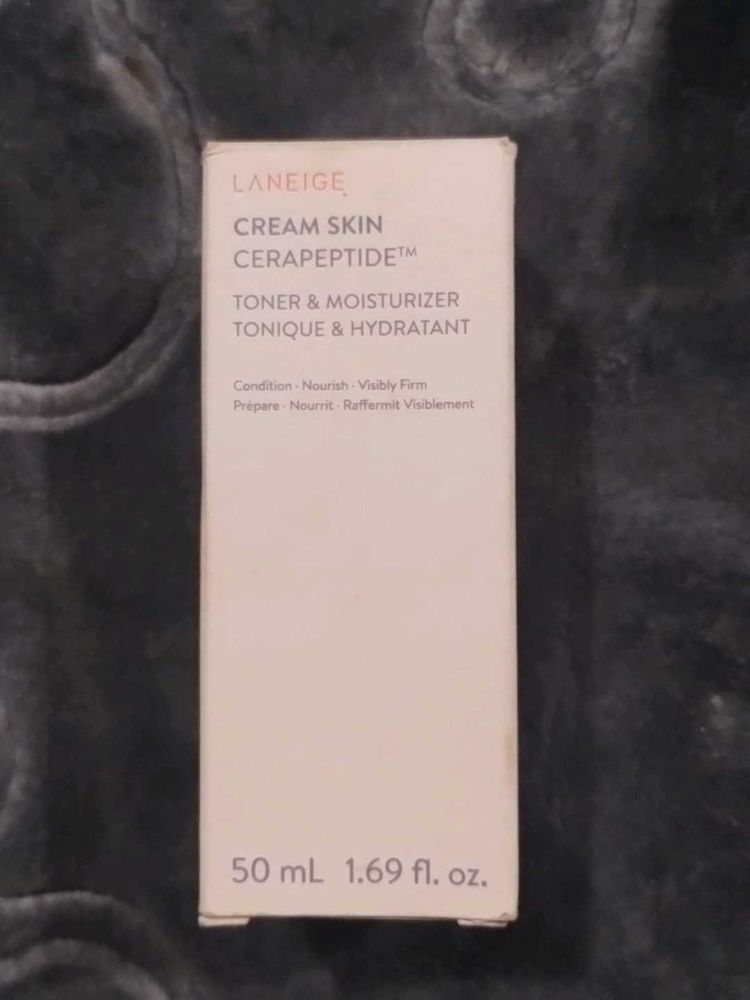 LANEIGE
CREAM SKIN
CERAPEPTIDE™
TONER & MOISTURIZER
TONIQUE & HYDRATANT
Condition · Nourish · Visibly Firm
Prépare · Nourrit · Raffermit Visiblement
50 mL 1.69 fl. oz.